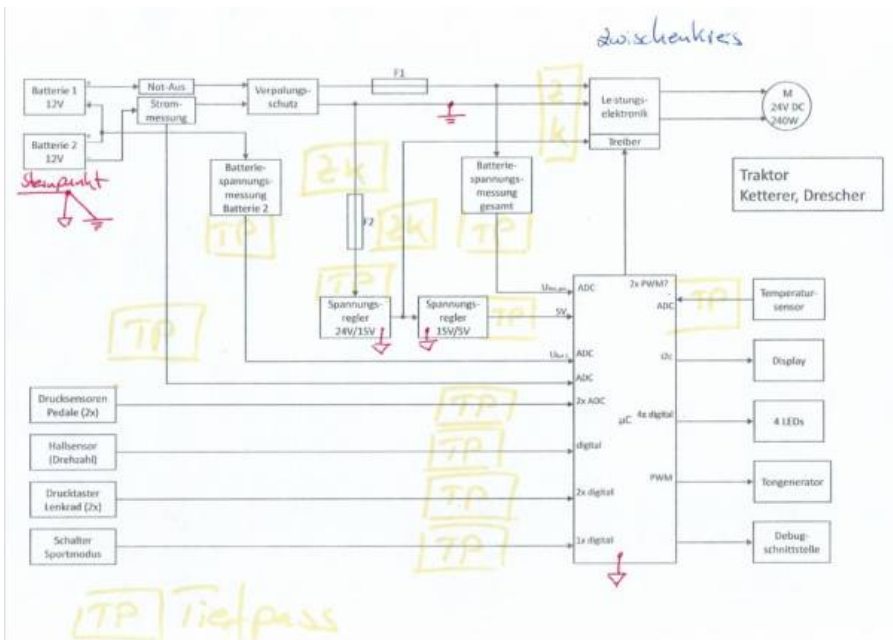 Zwischenkreis
Batterie 1
12V
Not-Aus
Strom-
messung
Verpolungs-
schutz
F1
ZK
Leistungs-
elektronik
Treiber
M
24V DC
240W
Batterie 2
12V
Sternpunkt
Batterie-
spannungs-
messung
Batterie 2
ZK
Batterie-
spannungs-
messung
gesamt
Traktor
Ketterer, Drescher
TP
F2
ZK
TP
TP
ADC
2x PWM?
ADC
TP
Temperatur-
sensor
TP
Spannungs-
regler
24V/15V
Spannungs-
regler
15V/5V
TP
5V
ADC
ADC
I2C
Display
Drucksensoren
Pedale (2x)
TP
2x ADC
µC
4x digital
4 LEDs
Hallsensor
(Drehzahl)
TP
digital
Drucktaster
Lenkrad (2x)
TP
2x digital
PWM
Tongenerator
Schalter
Sportmodus
TP
1x digital
Debug-
schnittstelle
TP Tiefpass